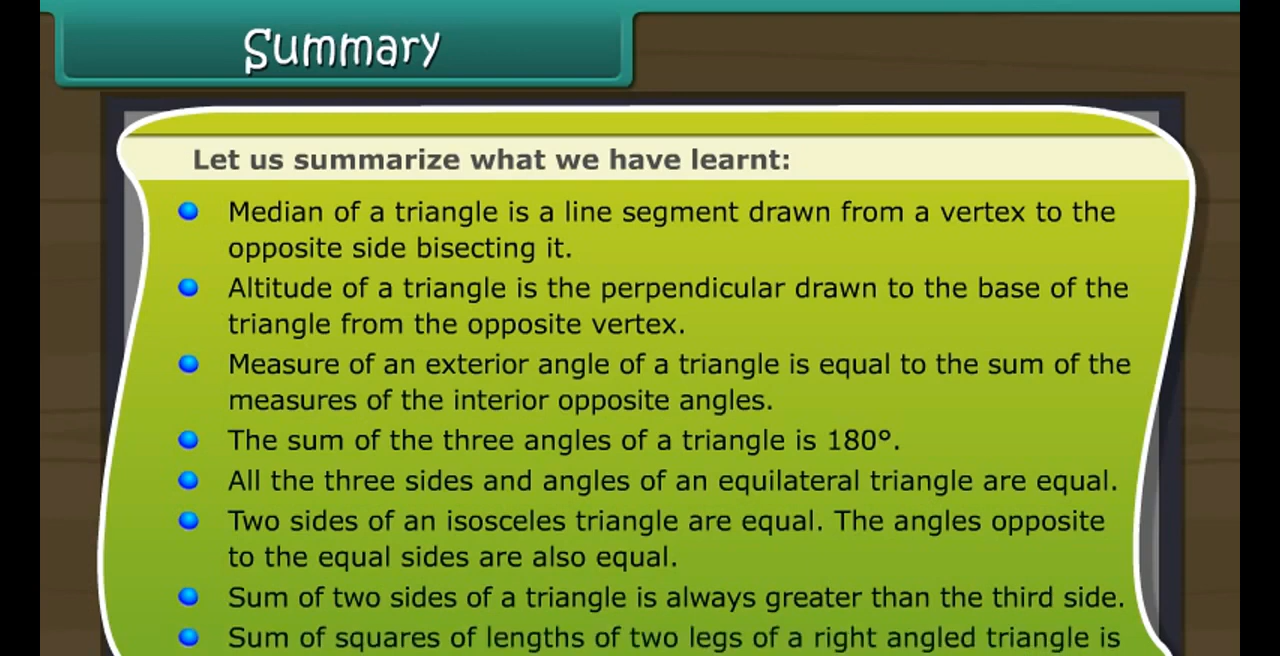 Summary
Let us summarize what we have learnt:
Median of a triangle is a line segment drawn from a vertex to the
opposite side bisecting it.
Altitude of a triangle is the perpendicular drawn to the base of the
triangle from the opposite vertex.
Measure of an exterior angle of a triangle is equal to the sum of the
measures of the interior opposite angles.
The sum of the three angles of a triangle is 180°.
All the three sides and angles of an equilateral triangle are equal.
Two sides of an isosceles triangle are equal. The angles opposite
to the equal sides are also equal.
Sum of two sides of a triangle is always greater than the third side.
Sum of squares of lengths of two legs of a right angled triangle is